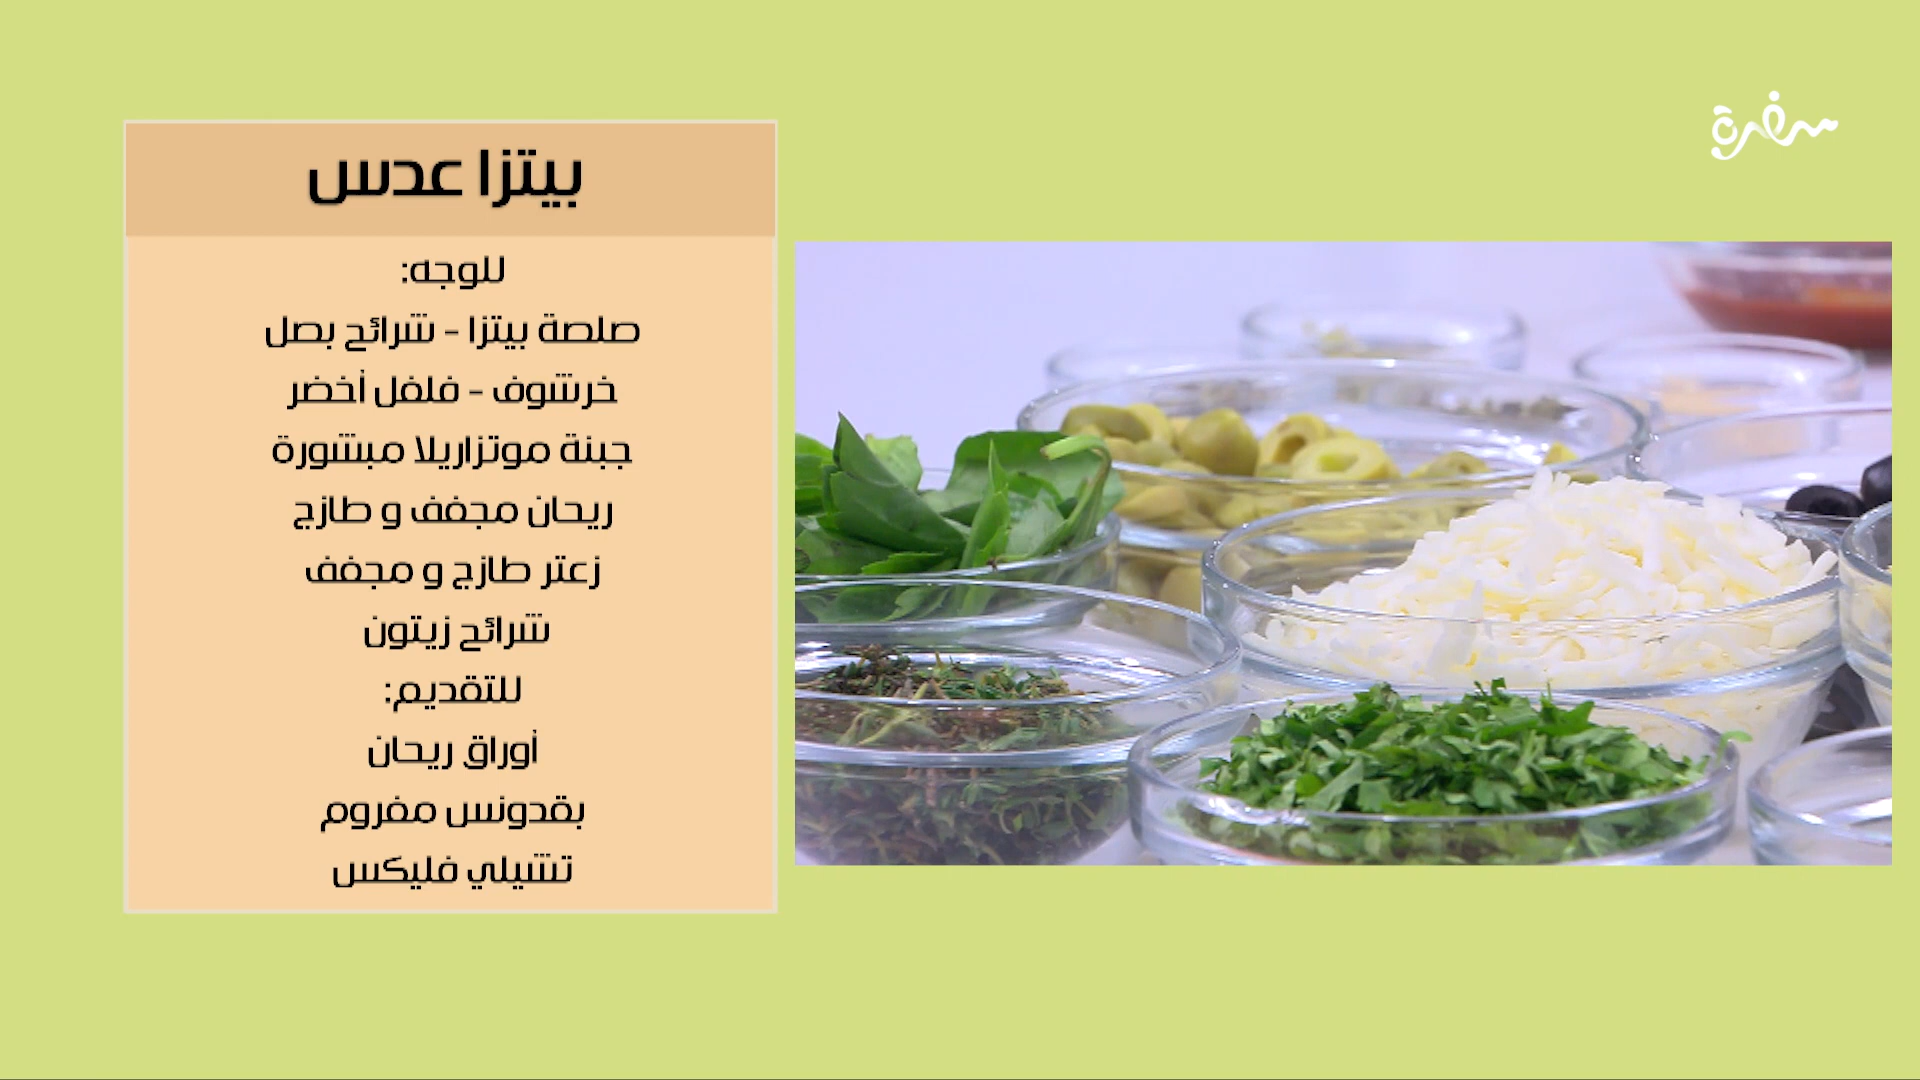 سفرة
بيتزا عدس
للوجه:
صلصة بيتزا - شرائح بصل
خرشوف - فلفل أخضر
جبنة موتزاريلا مبشورة
ريحان مجفف و طازج
زعتر طازج و مجفف
شرائح زيتون
للتقديم:
أوراق ريحان
بقدونس مفروم
تشيلي فليكس